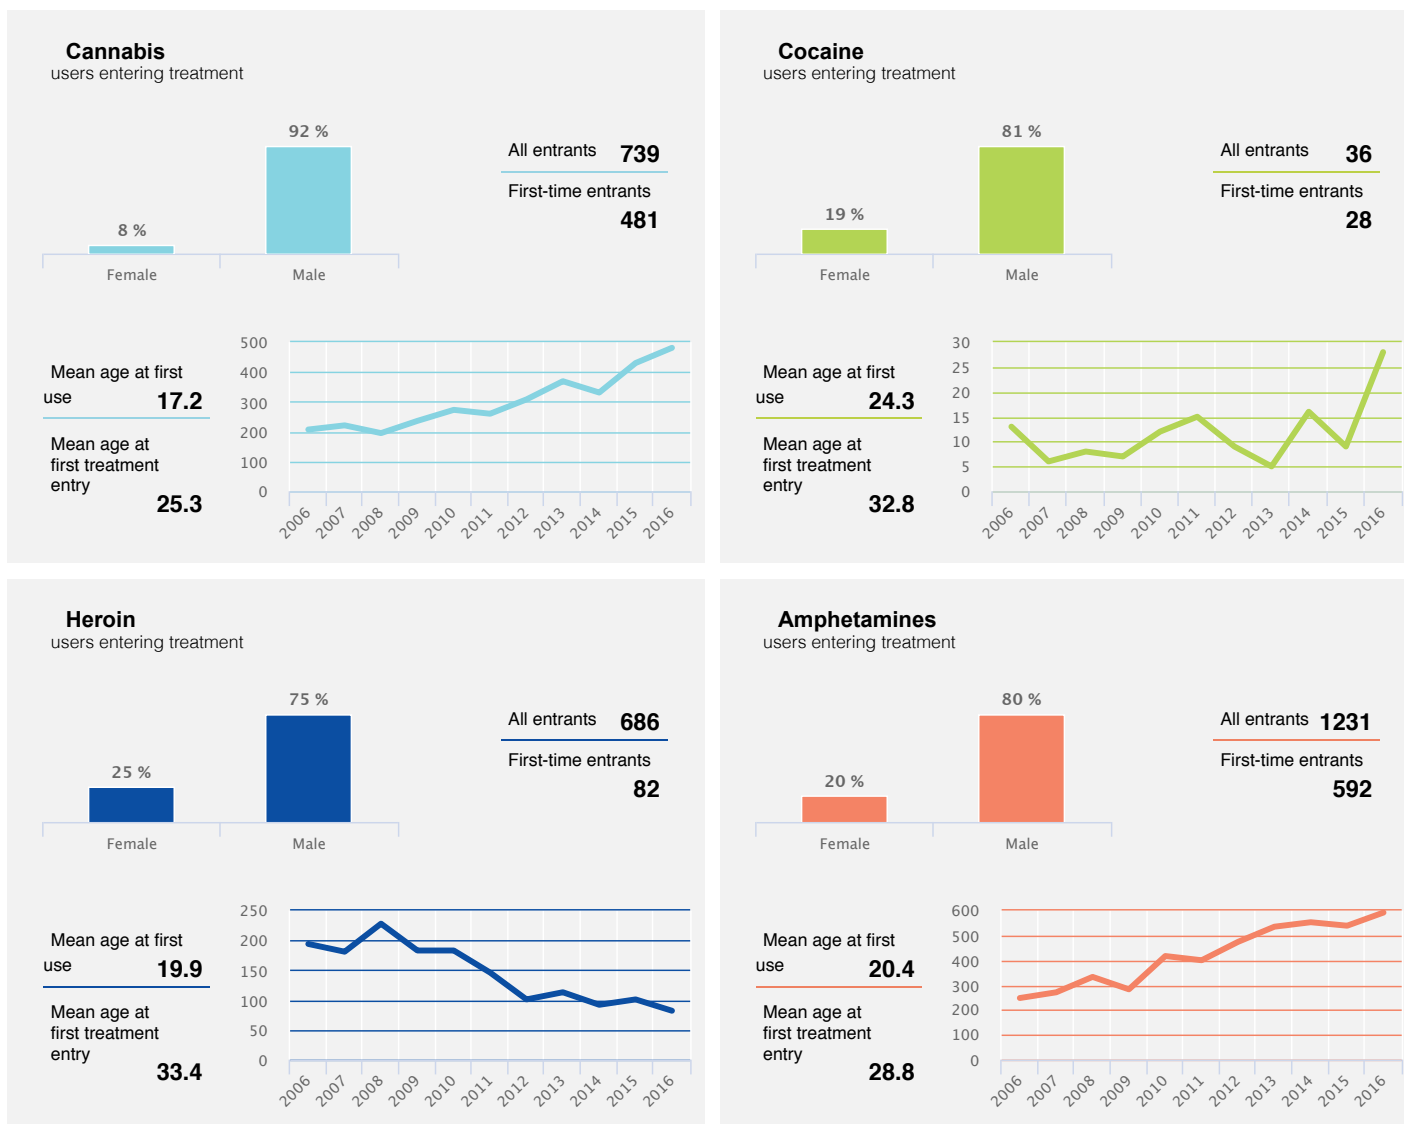 Cannabis
users entering treatment
92 %
8 %
Female
Male
All entrants 739
First-time entrants
481
Mean age at first
use 17.2
Mean age at
first treatment
entry
25.3
500
400
300
200
100
0
2006 2007 2008 2009 2010 2011 2012 2013 2014 2015 2016
Cocaine
users entering treatment
81 %
19 %
Female
Male
All entrants 36
First-time entrants
28
Mean age at first
use 24.3
Mean age at
first treatment
entry
32.8
30
25
20
15
10
5
0
2006 2007 2008 2009 2010 2011 2012 2013 2014 2015 2016
Heroin
users entering treatment
75 %
25 %
Female
Male
All entrants 686
First-time entrants
82
Mean age at first
use 19.9
Mean age at
first treatment
entry
33.4
250
200
150
100
50
0
2006 2007 2008 2009 2010 2011 2012 2013 2014 2015 2016
Amphetamines
users entering treatment
80 %
20 %
Female
Male
All entrants 1231
First-time entrants
592
Mean age at first
use 20.4
Mean age at
first treatment
entry
28.8
600
500
400
300
200
100
0
2006 2007 2008 2009 2010 2011 2012 2013 2014 2015 2016